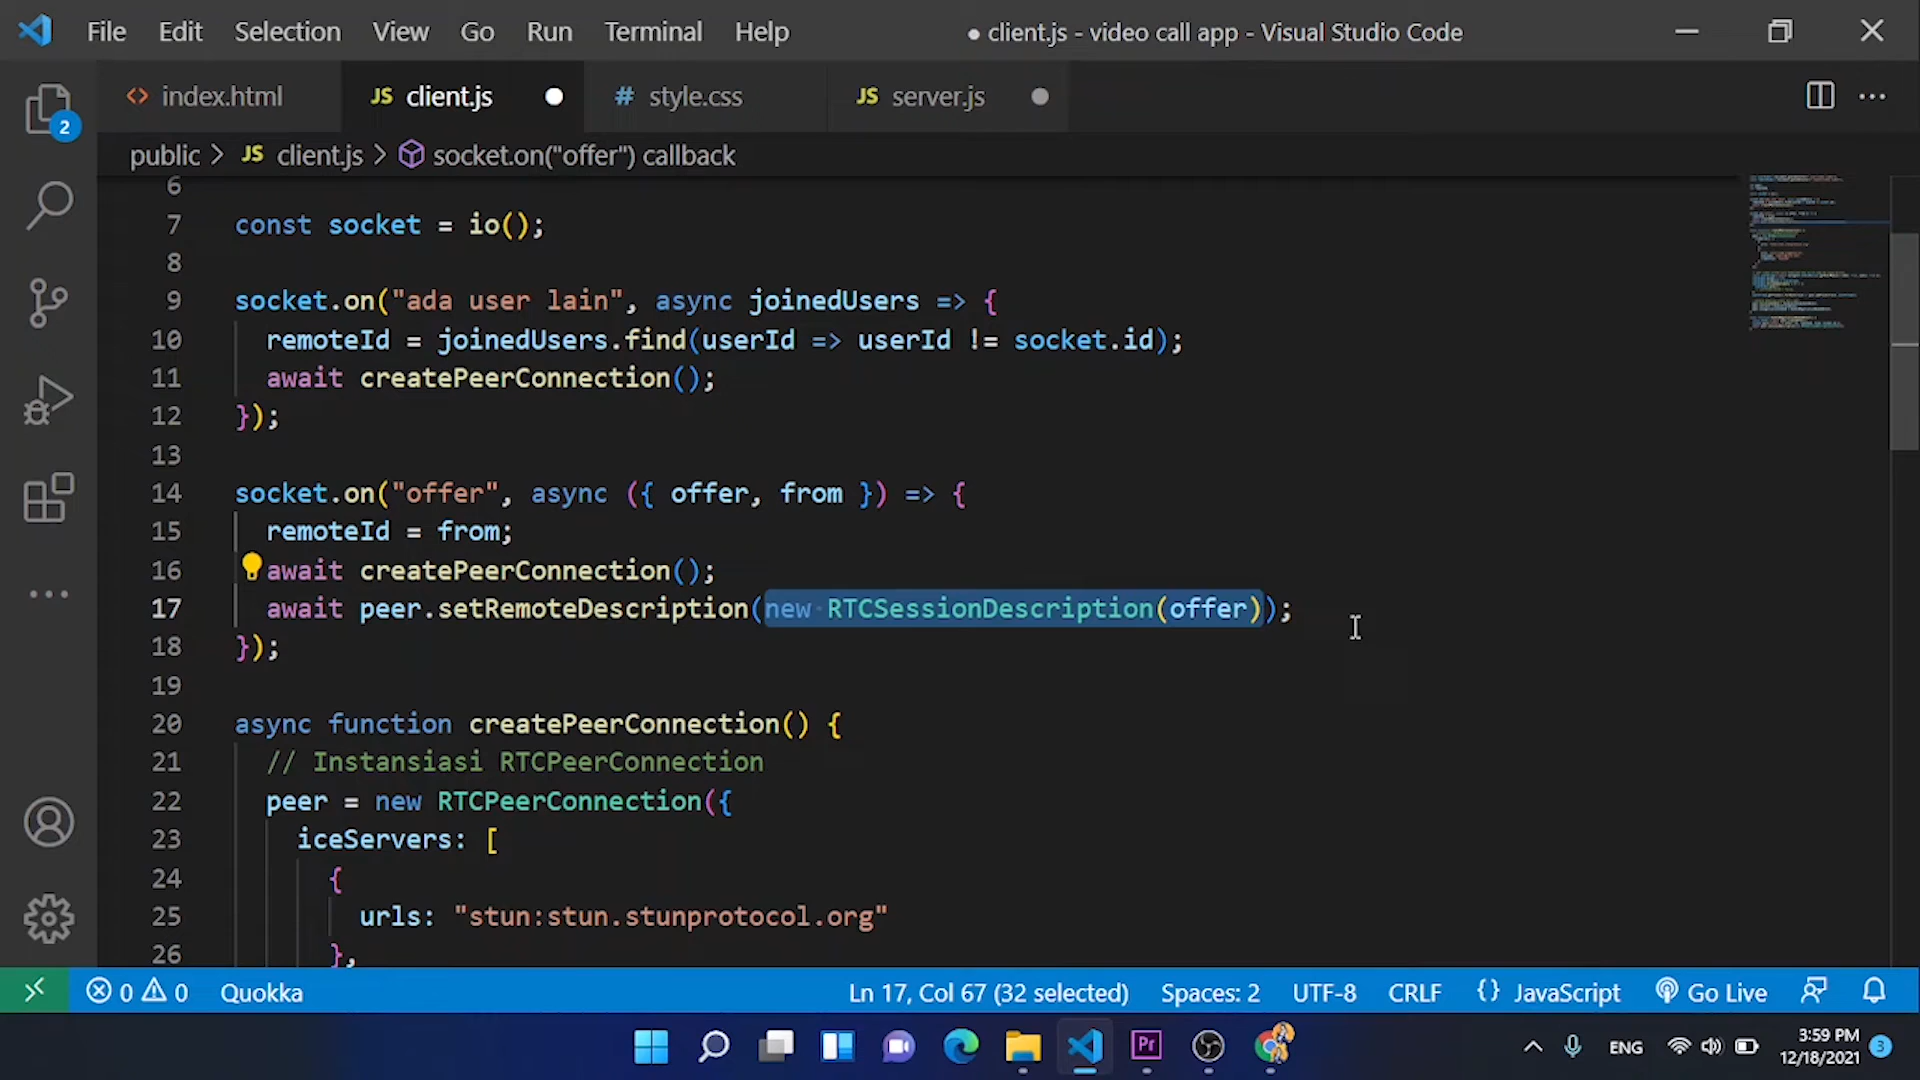 File Edit Selection View Go Run Terminal Help ● client.js - video call app - Visual Studio Code
<> index.html JS client.js # style.css JS server.js
public > JS client.js > socket.on("offer") callback
6
7 const socket = io();
8
9 socket.on("ada user lain", async joinedUsers => {
10 remoteId = joinedUsers.find(userId => userId != socket.id);
11 await createPeerConnection();
12 });
13
14 socket.on("offer", async ({ offer, from }) => {
15 remoteId = from;
16 await createPeerConnection();
17 await peer.setRemoteDescription(new RTCSessionDescription(offer));
18 });
19
20 async function createPeerConnection() {
21 // Instansiasi RTCPeerConnection
22 peer = new RTCPeerConnection({
23 iceServers: [
24 {
25 urls: "stun:stun.stunprotocol.org"
26 },
2
0 0 Quokka Ln 17, Col 67 (32 selected) Spaces: 2 UTF-8 CRLF {} JavaScript Go Live
Pr ENG 3:59 PM
12/18/2021 3